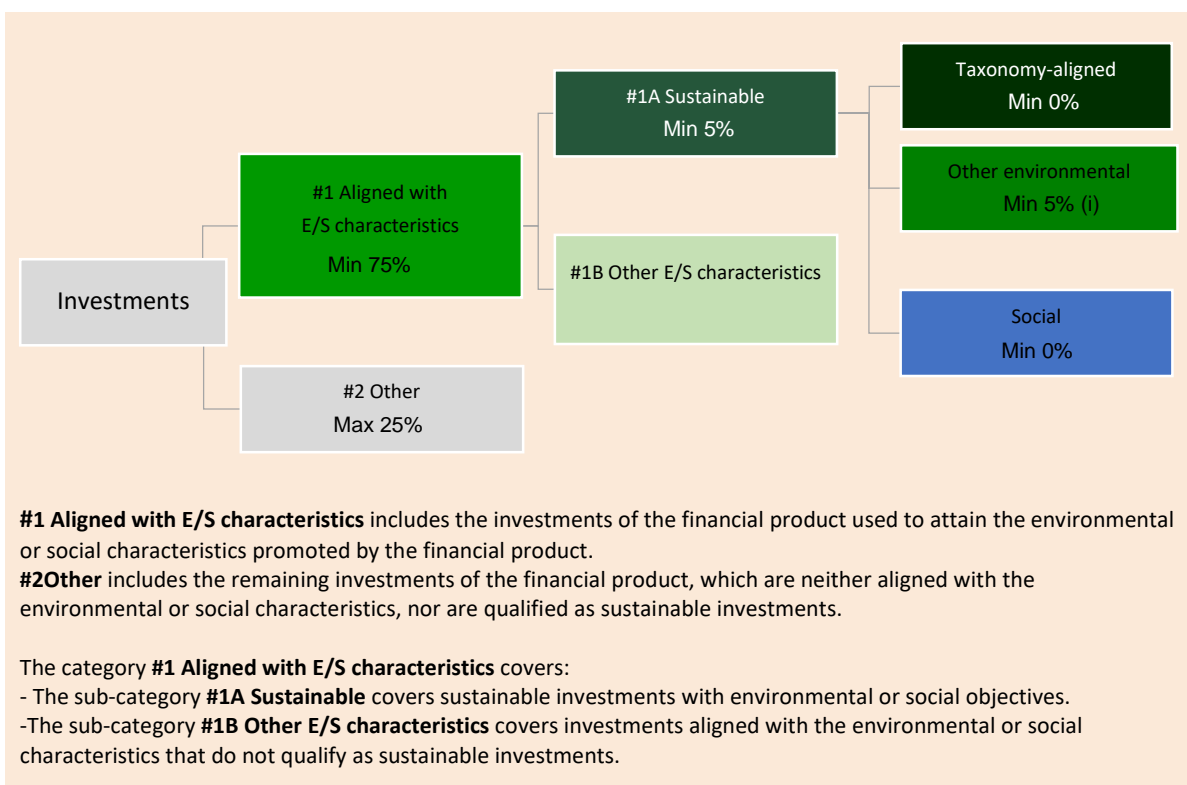 Investments
#1 Aligned with
E/S characteristics
Min 75%
#2 Other
Max 25%
#1A Sustainable
Min 5%
#1B Other E/S characteristics
Taxonomy-aligned
Min 0%
Other environmental
Min 5% (i)
Social
Min 0%
#1 Aligned with E/S characteristics includes the investments of the financial product used to attain the environmental
or social characteristics promoted by the financial product.
#2Other includes the remaining investments of the financial product, which are neither aligned with the
environmental or social characteristics, nor are qualified as sustainable investments.
The category #1 Aligned with E/S characteristics covers:
- The sub-category #1A Sustainable covers sustainable investments with environmental or social objectives.
-The sub-category #1B Other E/S characteristics covers investments aligned with the environmental or social
characteristics that do not qualify as sustainable investments.